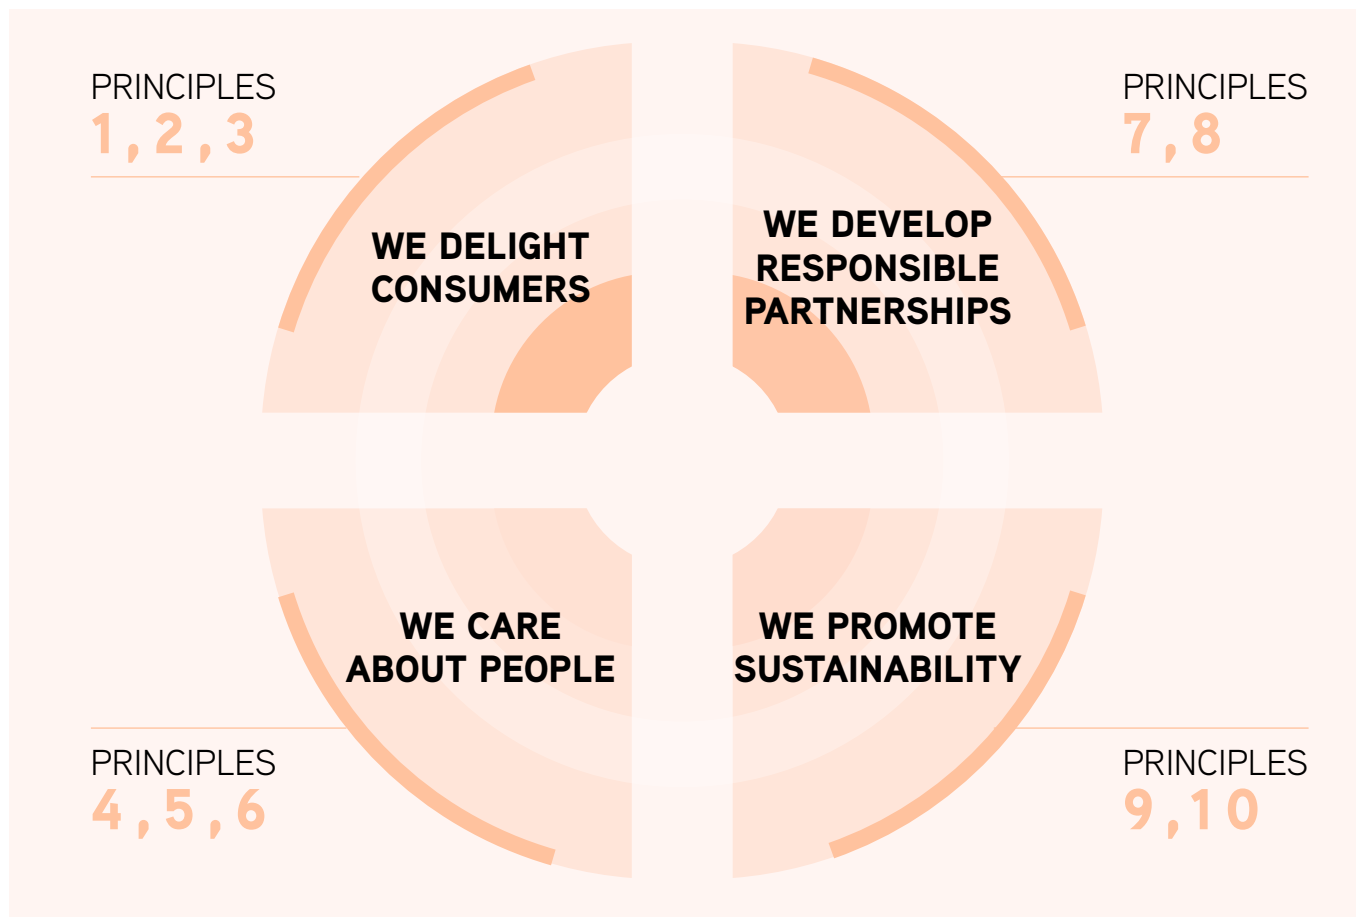 PRINCIPLES
1, 2, 3
WE DELIGHT
CONSUMERS
PRINCIPLES
7, 8
WE DEVELOP
RESPONSIBLE
PARTNERSHIPS
WE CARE
ABOUT PEOPLE
PRINCIPLES
4, 5, 6
WE PROMOTE
SUSTAINABILITY
PRINCIPLES
9, 10